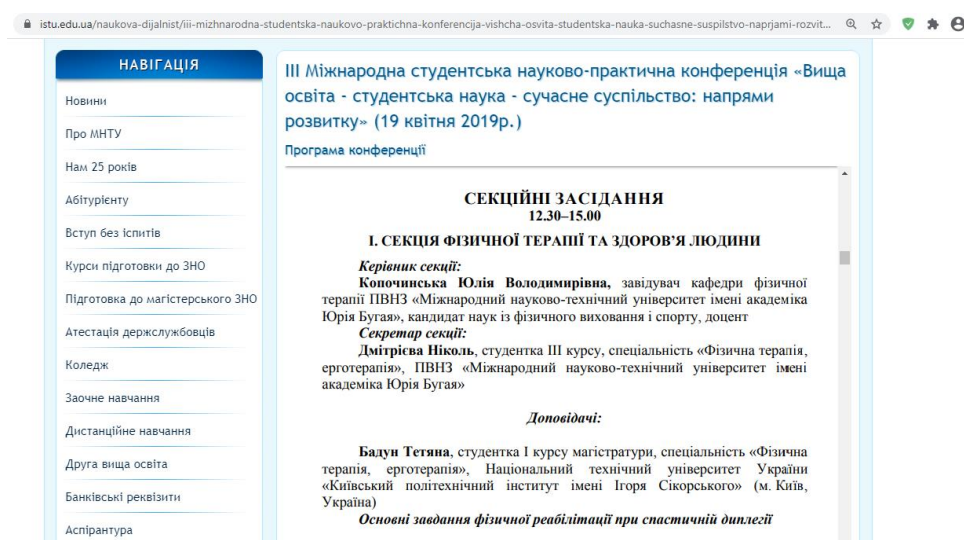 istu.edu.ua/naukova-dijalnist/iii-mizhnarodna-studentska-naukovo-praktichna-konferencija-vishcha-osvita-studentska-nauka-suchasne-suspilstvo-naprjami-rozvit...
НАВІГАЦІЯ
Новини
Про МНТУ
Нам 25 років
Абітурієнту
Вступ без іспитів
Курси підготовки до ЗНО
Підготовка до магістерського ЗНО
Атестація держслужбовців
Коледж
Заочне навчання
Дистанційне навчання
Друга вища освіта
Банківські реквізити
Аспірантура
III Міжнародна студентська науково-практична конференція «Вища
освіта - студентська наука - сучасне суспільство: напрями
розвитку» (19 квітня 2019р.)
Програма конференції
СЕКЦІЙНІ ЗАСІДАННЯ
12.30–15.00
I. СЕКЦІЯ ФІЗИЧНОЇ ТЕРАПІЇ ТА ЗДОРОВ’Я ЛЮДИНИ
Керівник секції:
Копочинська Юлія Володимирівна, завідувач кафедри фізичної
терапії ПВНЗ «Міжнародний науково-технічний університет імені академіка
Юрія Бугая», кандидат наук із фізичного виховання і спорту, доцент
Секретар секції:
Дмітрієва Ніколь, студентка III курсу, спеціальність «Фізична терапія,
ерготерапія», ПВНЗ «Міжнародний науково-технічний університет імені
академіка Юрія Бугая»
Доповідачі:
Бадун Тетяна, студентка I курсу магістратури, спеціальність «Фізична
терапія, ерготерапія», Національний технічний університет України
«Київський політехнічний інститут імені Ігоря Сікорського» (м. Київ,
Україна)
Основні завдання фізичної реабілітації при спастичній диплегії